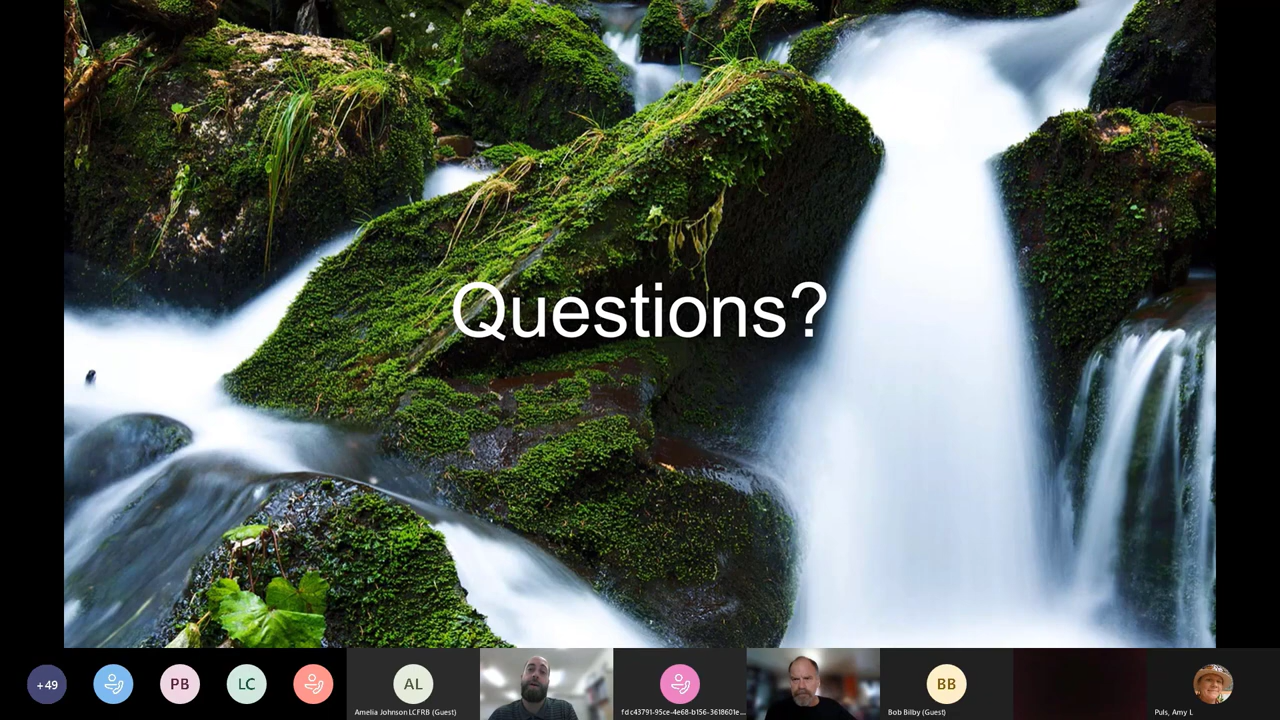 Questions?
+49
PB
LC
AL
BB
Amelia Johnson LCFRB (Guest)
fdc43791-95ce-4e68-b156-3618601e...
Bob Bilby (Guest)
Puls, Amy L